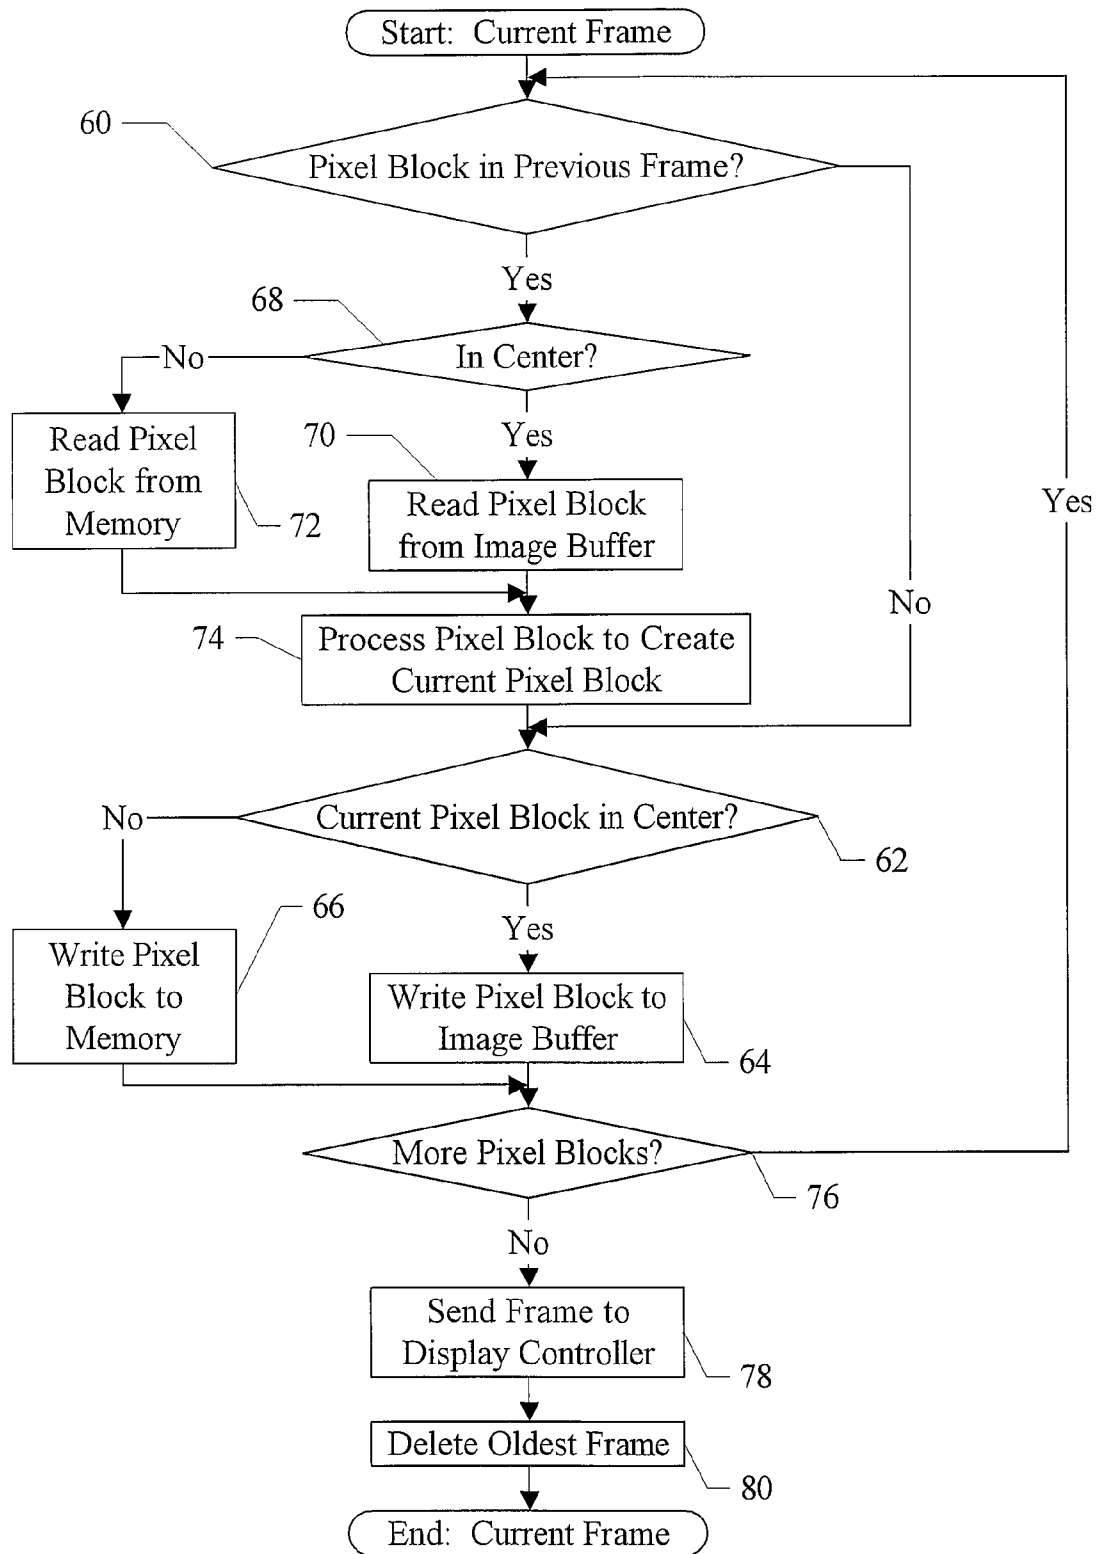 Start: Current Frame
60
Pixel Block in Previous Frame?
Yes
68
In Center?
No
Read Pixel
Block from
Memory
72
70
Yes
Read Pixel Block
from Image Buffer
Yes
No
74
Process Pixel Block to Create
Current Pixel Block
Current Pixel Block in Center?
62
No
66
Yes
Write Pixel
Block to
Memory
Write Pixel Block to
Image Buffer
64
More Pixel Blocks?
76
No
Send Frame to
Display Controller
78
Delete Oldest Frame
80
End: Current Frame